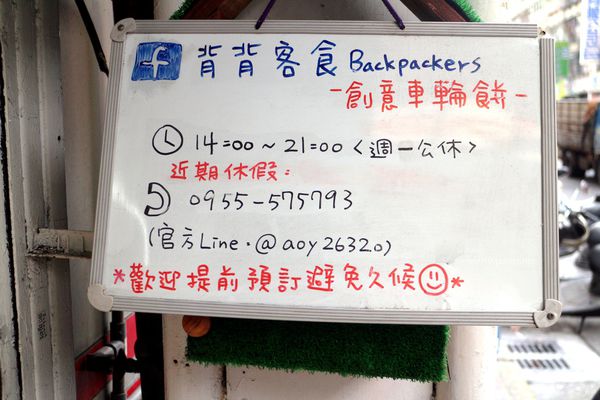 f 背背客食 Backpackers
-創意車輪餅-
14:00～21:00<週一公休>
近期休假:
0955-575793
(官方Line.@aoy2632o)
*歡迎提前預訂避免久候☺*